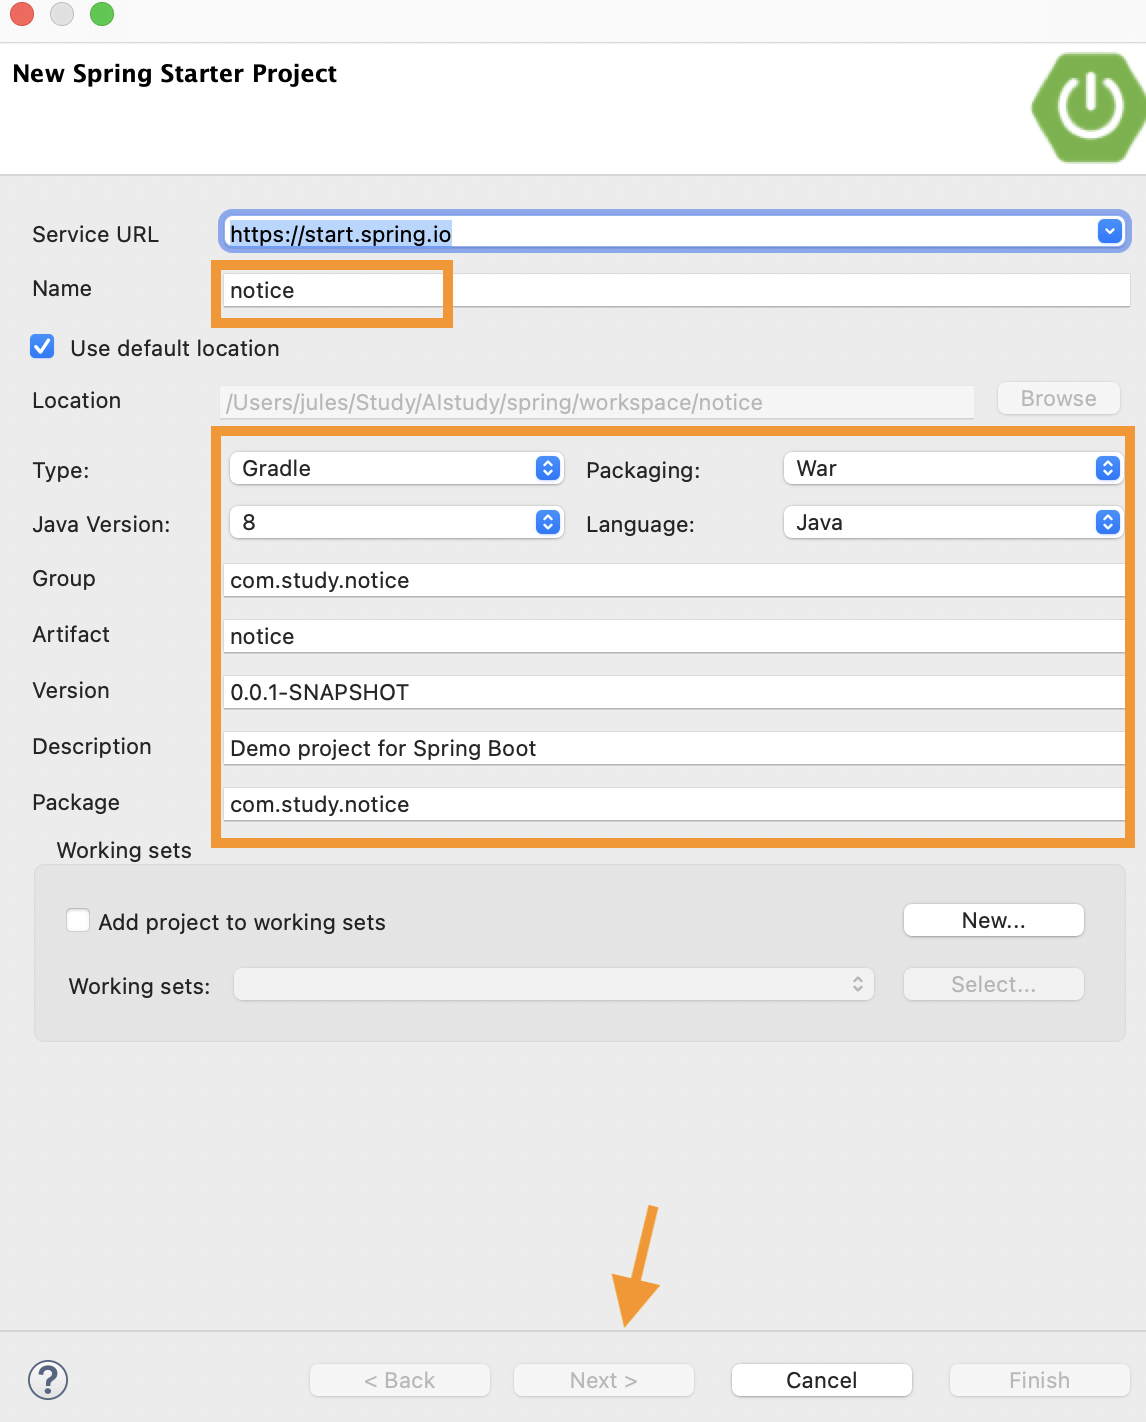 New Spring Starter Project
Service URL https://start.spring.io
Name notice
Use default location
Location /Users/jules/Study/AIstudy/spring/workspace/notice Browse
Type: Gradle Packaging: War
Java Version: 8 Language: Java
Group com.study.notice
Artifact notice
Version 0.0.1-SNAPSHOT
Description Demo project for Spring Boot
Package com.study.notice
Working sets
Add project to working sets New...
Working sets: Select...
? < Back Next > Cancel Finish